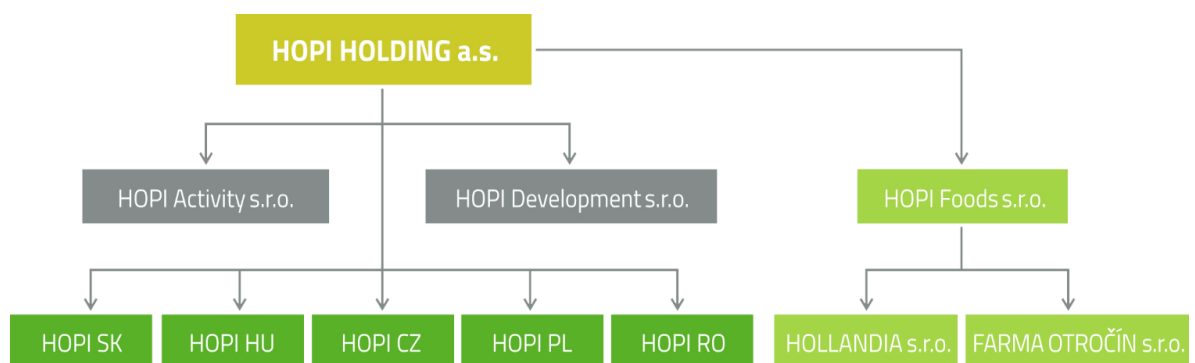 HOPI HOLDING a.s.
HOPI Activity s.r.o.
HOPI Development s.r.o.
HOPI Foods s.r.o.
HOPI SK
HOPI HU
HOPI CZ
HOPI PL
HOPI RO
HOLLANDIA s.r.o.
FARMA OTROČÍN s.r.o.